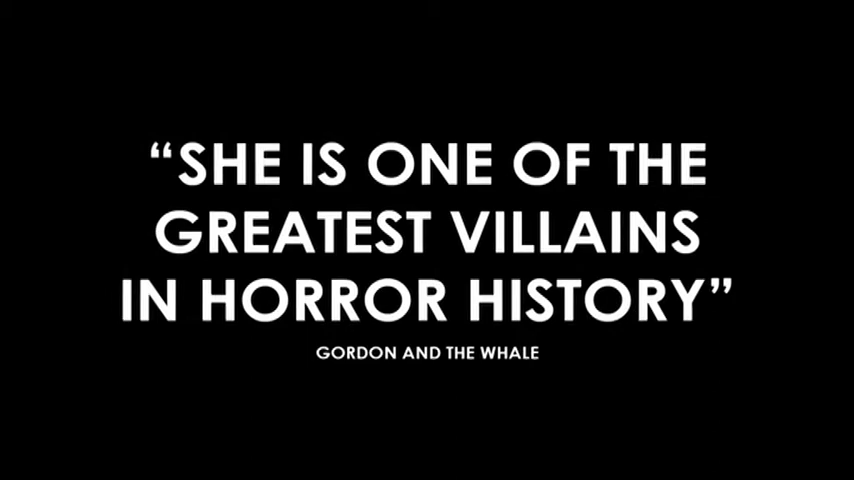 “SHE IS ONE OF THE
GREATEST VILLAINS
IN HORROR HISTORY”
GORDON AND THE WHALE